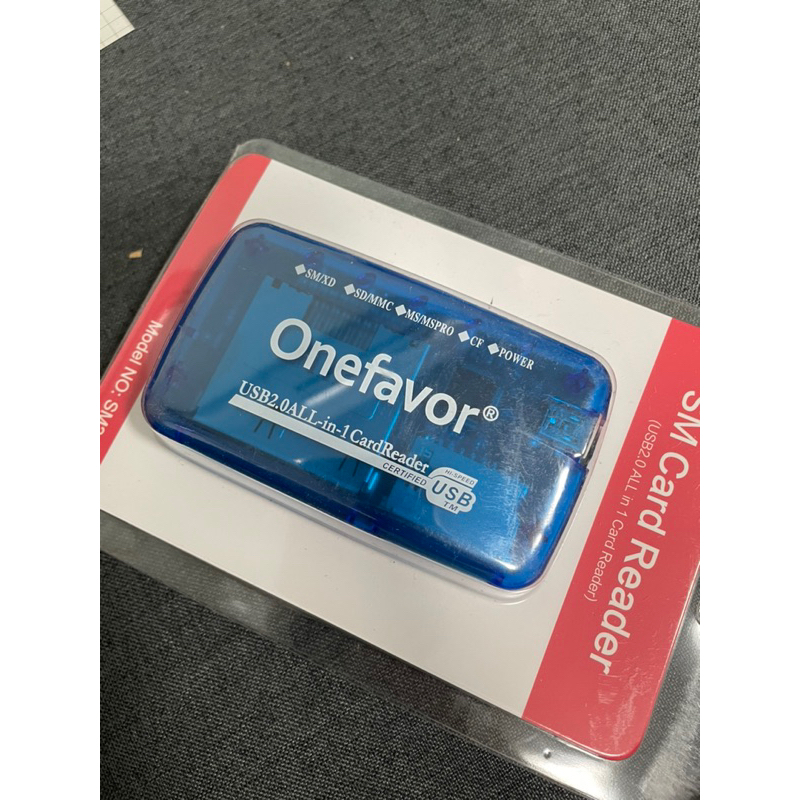 ◆SM/XD ◆SD/MMC ◆MS/MSPRO ◆CF ◆POWER
Onefavor®
USB2.0ALL-in-1CardReader
CERTIFIED
HI-SPEED
USB
TM
SM Card Reader
(USB2.0 ALL in 1 Card Reader)
Model NO: